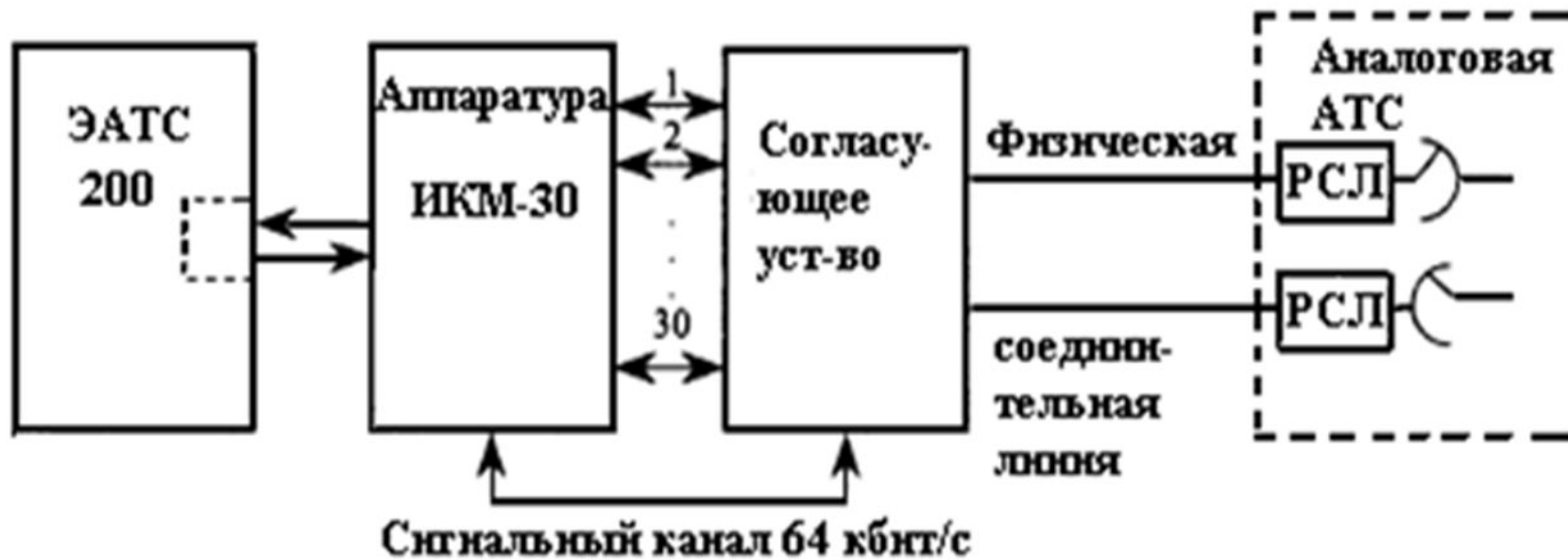 ЭАТС
200
Аппаратура
ИКМ-30
1
2
30
Согласу-
ющее
уст-во
Физическая
соедини-
тельная
линия
Аналоговая
АТС
РСЛ
РСЛ
Сигнальный канал 64 кбит/с